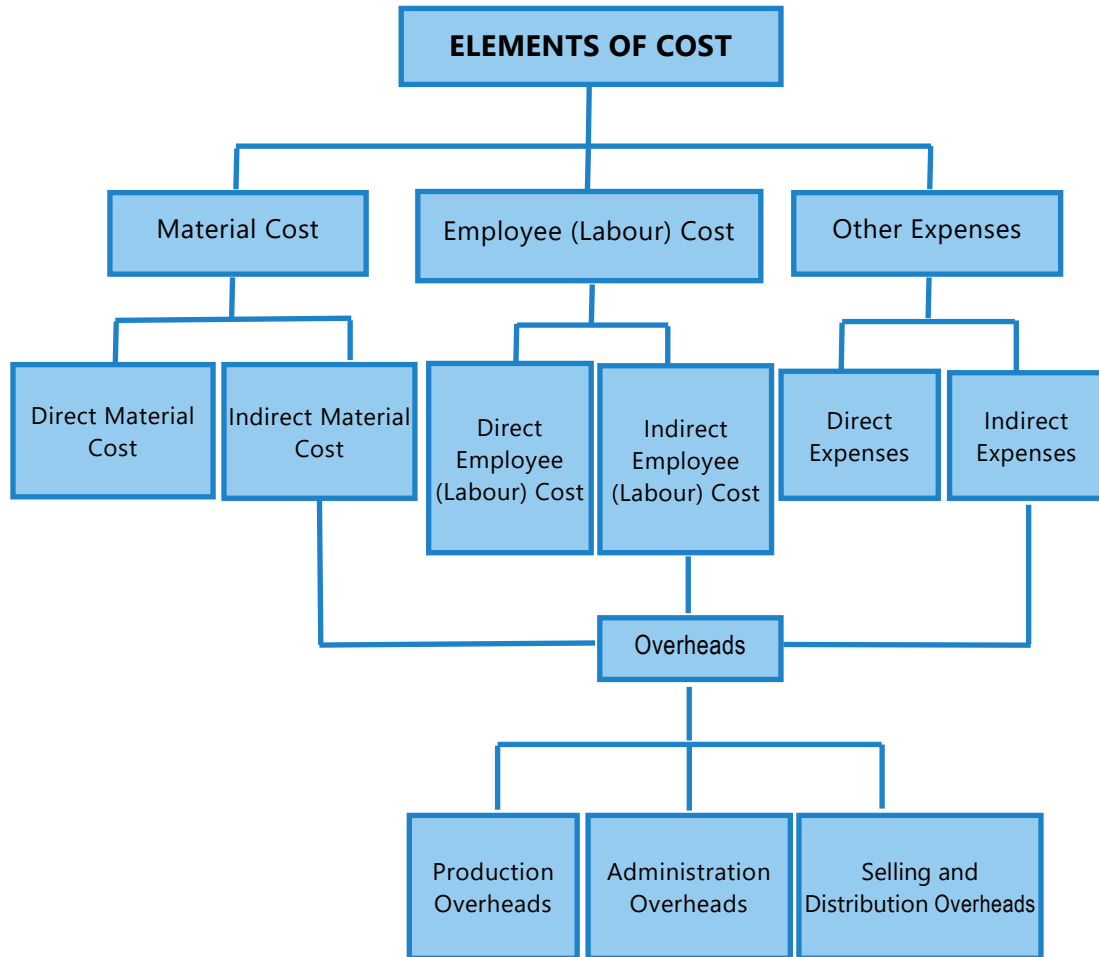 ELEMENTS OF COST
Material Cost
Employee (Labour) Cost
Other Expenses
Direct Material
Cost
Indirect Material
Cost
Direct
Employee
(Labour) Cost
Indirect
Employee
(Labour) Cost
Direct
Expenses
Indirect
Expenses
Overheads
Production
Overheads
Administration
Overheads
Selling and
Distribution Overheads